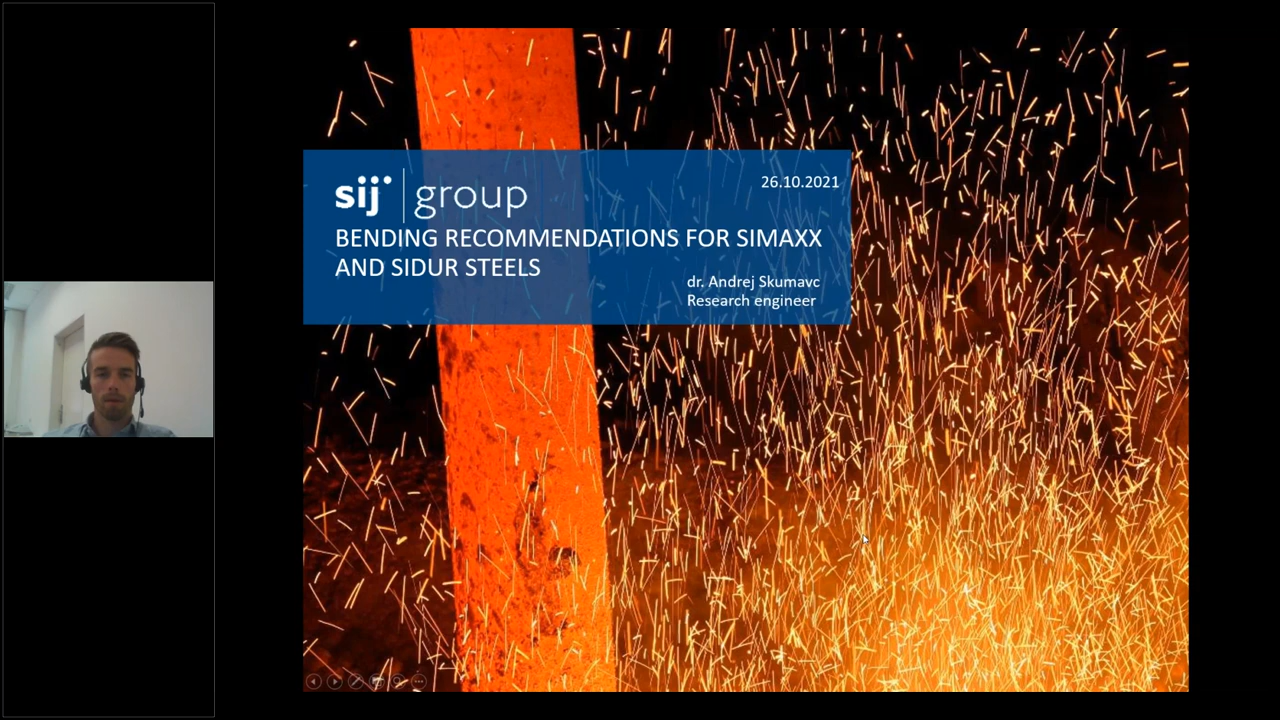 sij group
26.10.2021
BENDING RECOMMENDATIONS FOR SIMAXX
AND SIDUR STEELS
dr. Andrej Skumavc
Research engineer